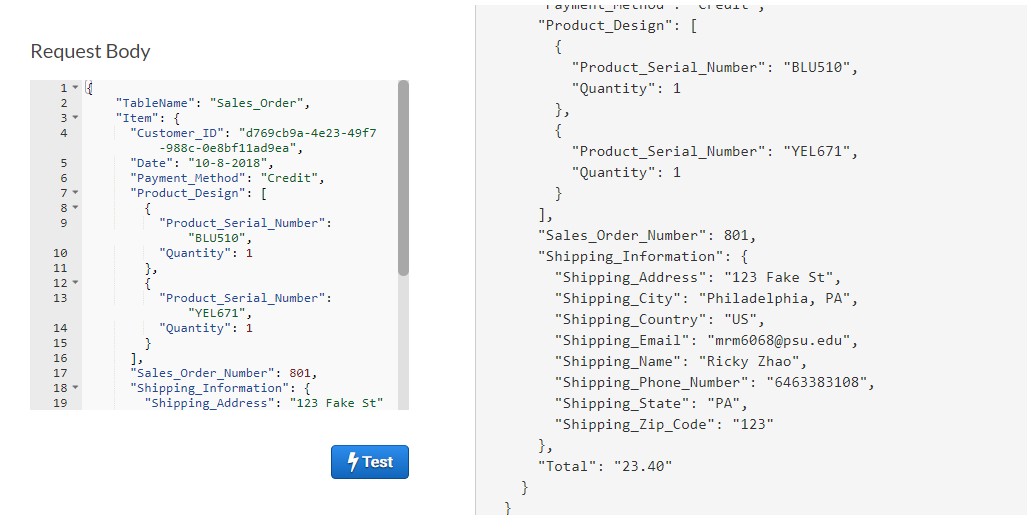 Request Body
1 {
2 "TableName": "Sales_Order",
3 "Item": {
4 "Customer_ID": "d769cb9a-4e23-49f7
-988c-0e8bf11ad9ea",
5 "Date": "10-8-2018",
6 "Payment_Method": "Credit",
7 "Product_Design": [
8 {
9 "Product_Serial_Number":
"BLU510",
10 "Quantity": 1
11 },
12 {
13 "Product_Serial_Number":
"YEL671",
14 "Quantity": 1
15 }
16 ],
17 "Sales_Order_Number": 801,
18 "Shipping_Information": {
19 "Shipping_Address": "123 Fake St"
Test
"Payment_Method": "Credit",
"Product_Design": [
{
"Product_Serial_Number": "BLU510",
"Quantity": 1
},
{
"Product_Serial_Number": "YEL671",
"Quantity": 1
}
],
"Sales_Order_Number": 801,
"Shipping_Information": {
"Shipping_Address": "123 Fake St",
"Shipping_City": "Philadelphia, PA",
"Shipping_Country": "US",
"Shipping_Email": "mrm6068@psu.edu",
"Shipping_Name": "Ricky Zhao",
"Shipping_Phone_Number": "6463383108",
"Shipping_State": "PA",
"Shipping_Zip_Code": "123"
},
"Total": "23.40"
}
}